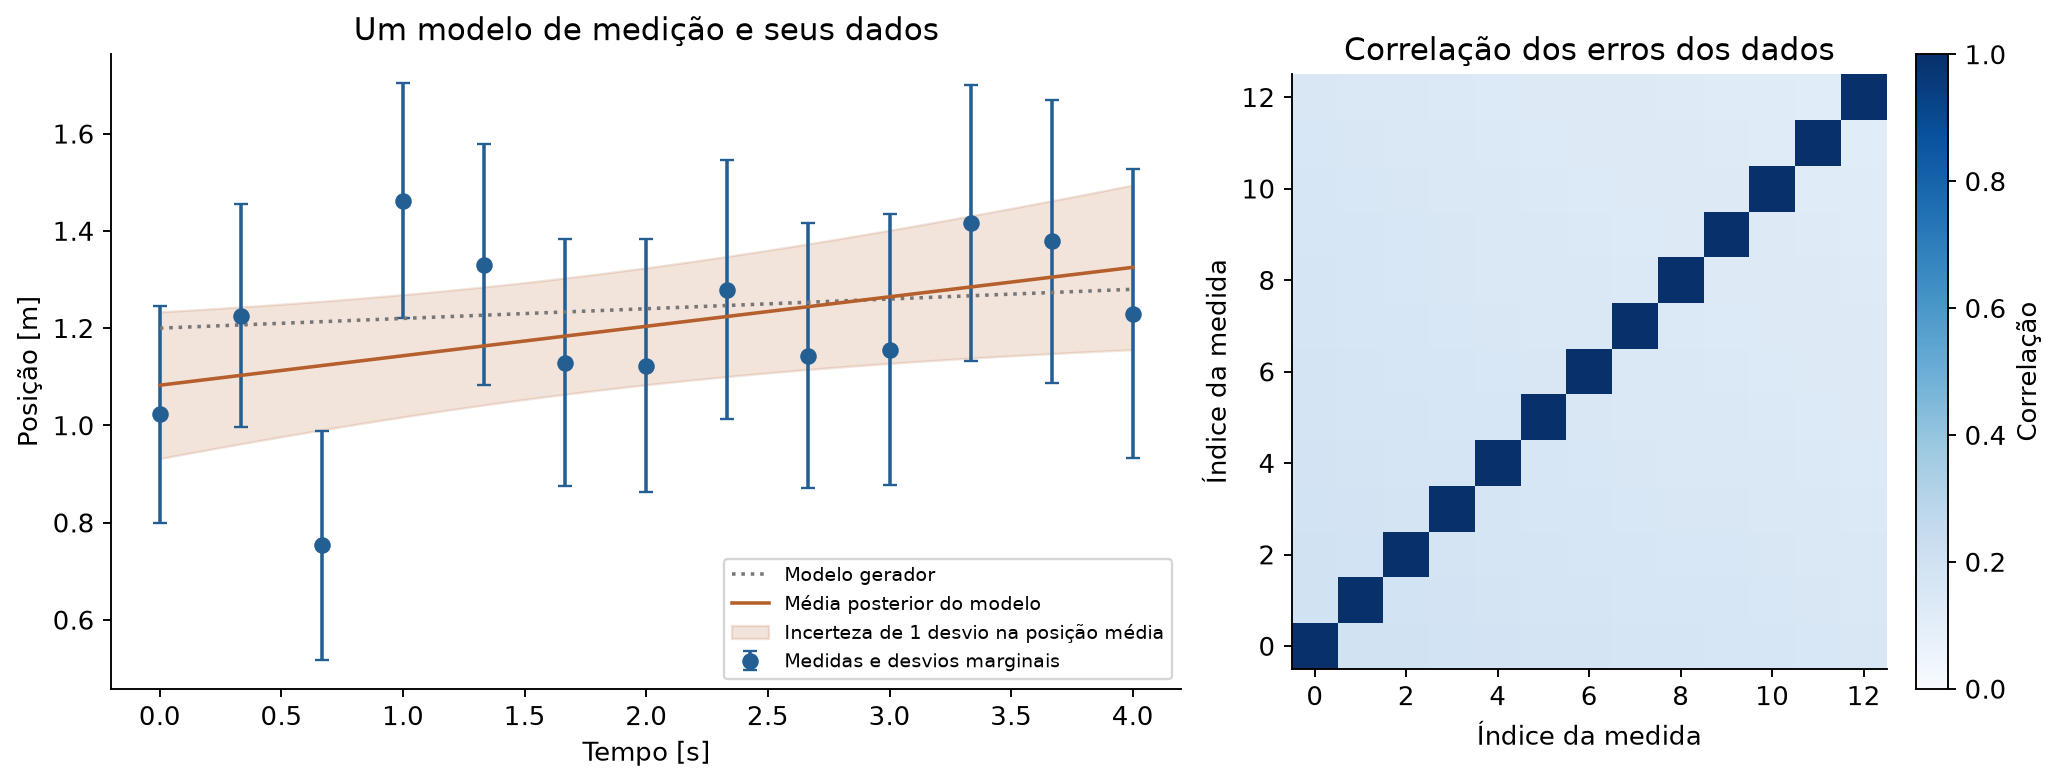 Um modelo de medição e seus dados
Posição [m]
1.6
1.4
1.2
1.0
0.8
0.6
0.0 0.5 1.0 1.5 2.0 2.5 3.0 3.5 4.0
Tempo [s]
Modelo gerador
Média posterior do modelo
Incerteza de 1 desvio na posição média
Medidas e desvios marginais
Correlação dos erros dos dados
Índice da medida
12
10
8
6
4
2
0
0 2 4 6 8 10 12
Índice da medida
1.0
0.8
0.6
0.4
0.2
0.0
Correlação